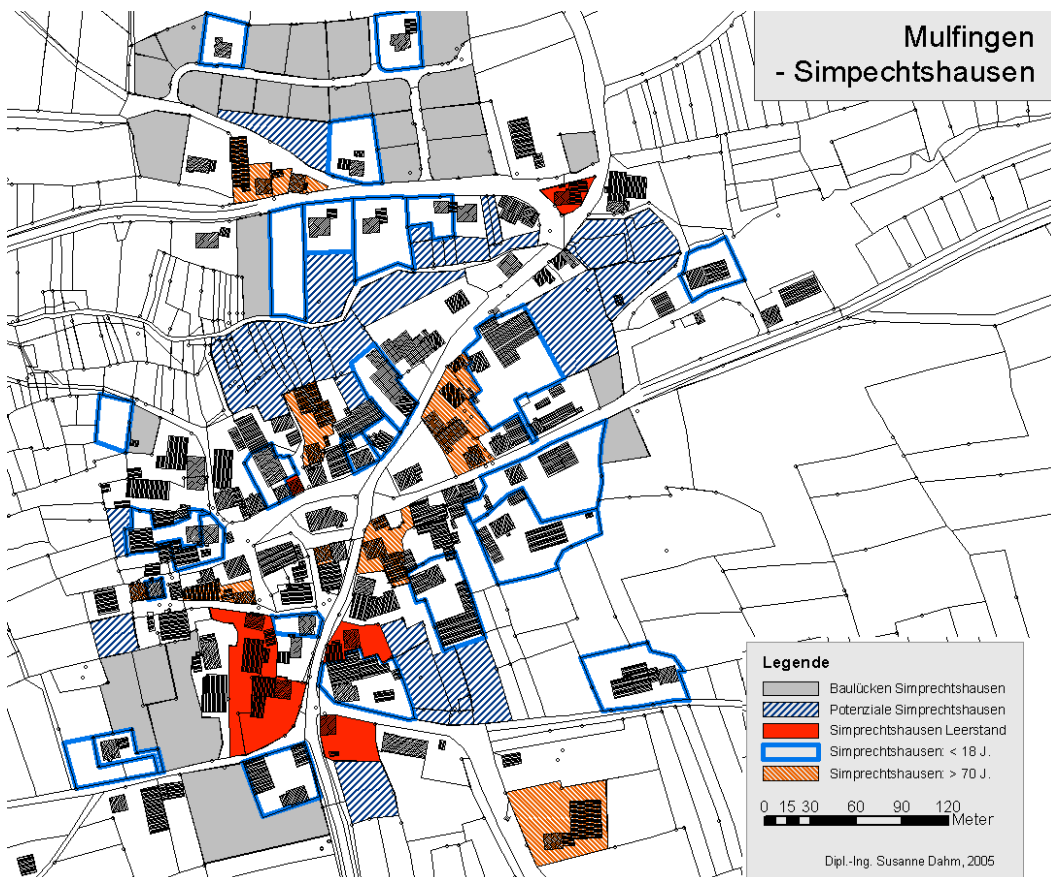 Mulfingen
- Simpechtshausen
Legende
Baulücken Simprechtshausen
Potenziale Simprechtshausen
Simprechtshausen Leerstand
Simprechtshausen: < 18 J.
Simprechtshausen: > 70 J.
0 15 30 60 90 120
Meter
Dipl.-Ing. Susanne Dahm, 2005